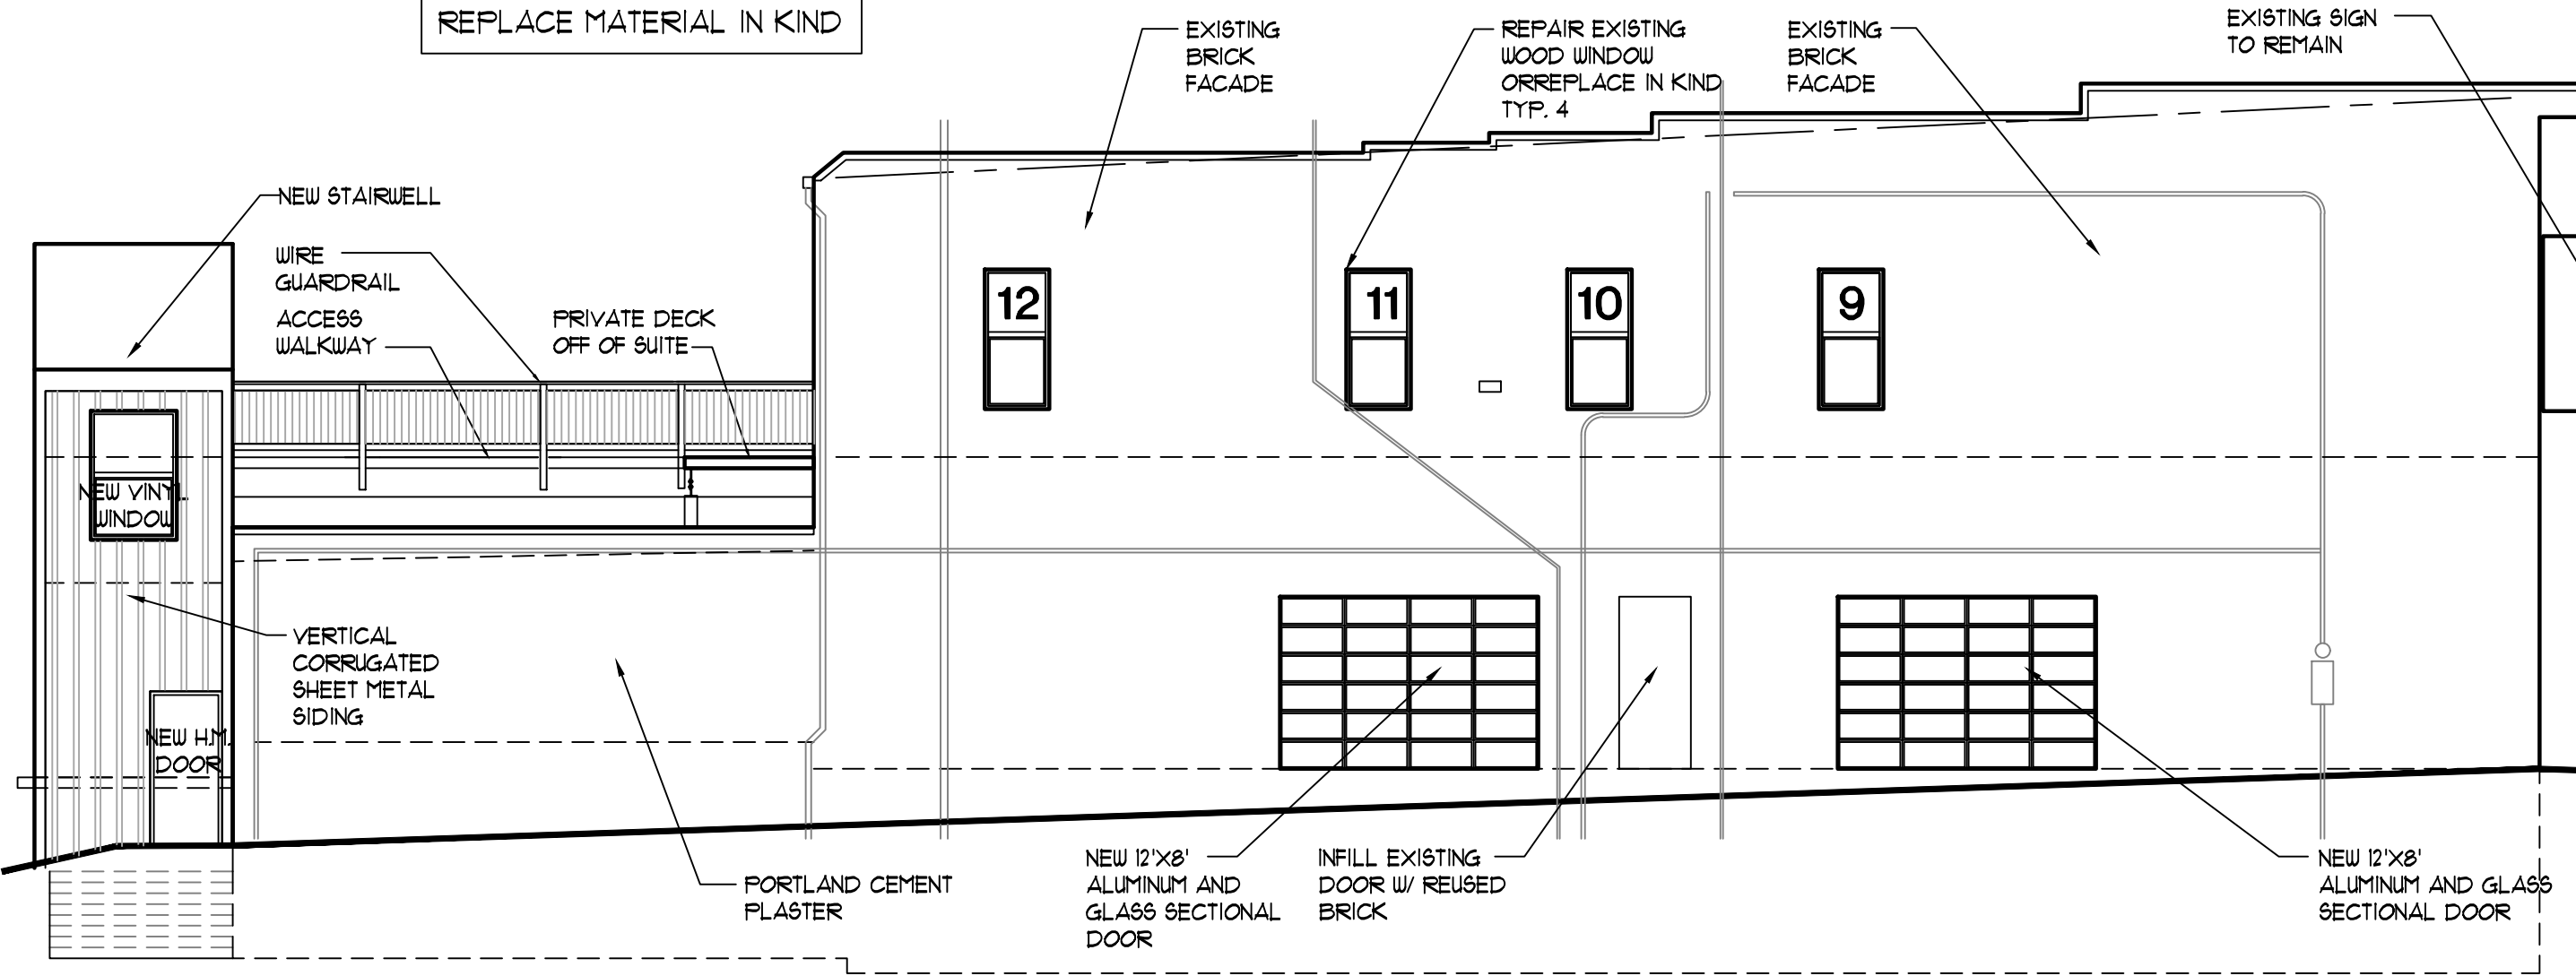 REPLACE MATERIAL IN KIND
EXISTING
BRICK
FACADE
REPAIR EXISTING
WOOD WINDOW
ORREPLACE IN KIND
TYP. 4
EXISTING
BRICK
FACADE
EXISTING SIGN
TO REMAIN
NEW STAIRWELL
WIRE
GUARDRAIL
ACCESS
WALKWAY
PRIVATE DECK
OFF OF SUITE
12
11
10
9
NEW VINYL
WINDOW
VERTICAL
CORRUGATED
SHEET METAL
SIDING
NEW H.M.
DOOR
PORTLAND CEMENT
PLASTER
NEW 12'X8'
ALUMINUM AND
GLASS SECTIONAL
DOOR
INFILL EXISTING
DOOR W/ REUSED
BRICK
NEW 12'X8'
ALUMINUM AND GLASS
SECTIONAL DOOR